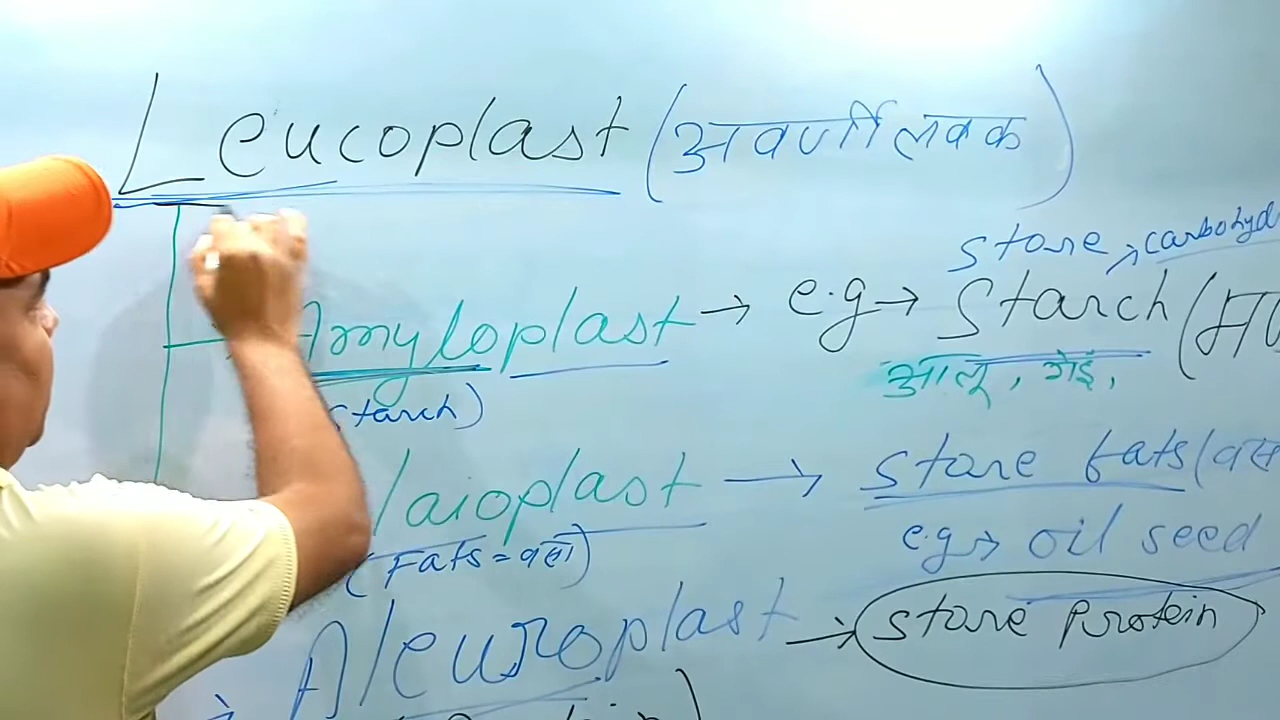 Leucoplast (अवर्णीलवक)
store → carbohyd
Amyloplast → e.g → Starch (
starch) आलू, गेहूं,
laioplast → store fats (वसा
(Fats = वसा) e.g → oil seed
Aleuroplast → store Protein